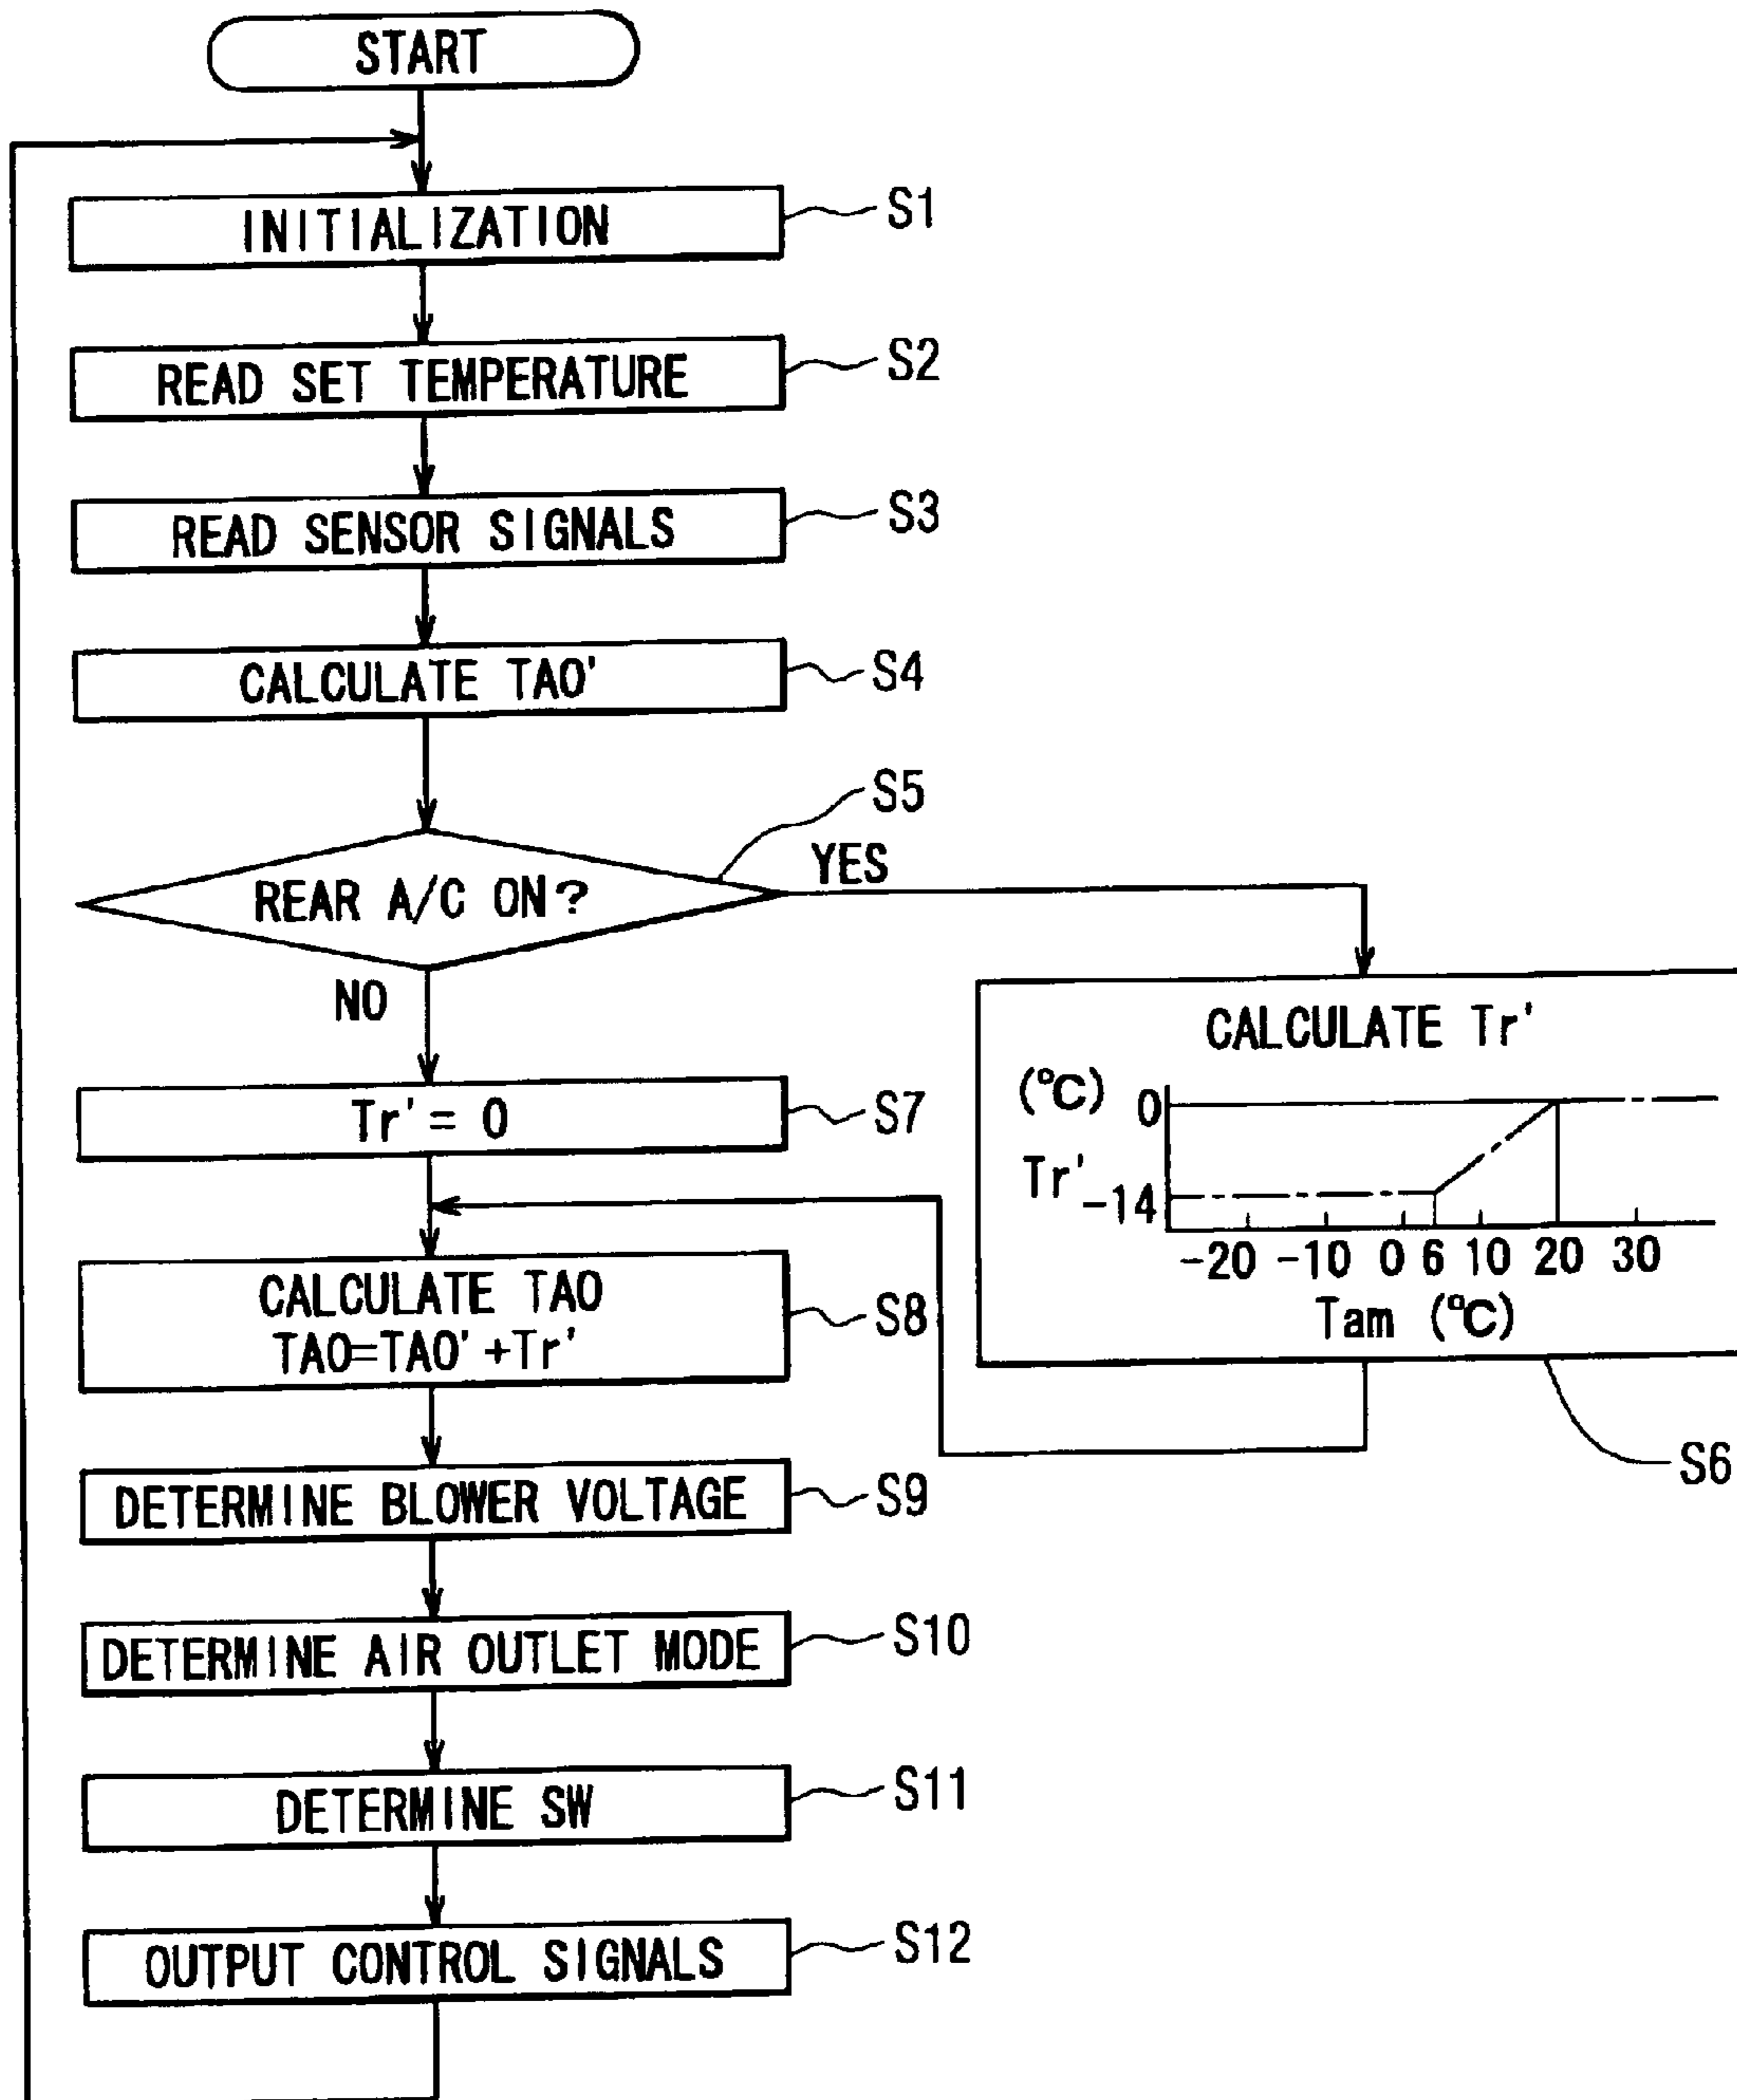 START
INITIALIZATION
S1
READ SET TEMPERATURE
S2
READ SENSOR SIGNALS
S3
CALCULATE TAO'
S4
REAR A/C ON?
S5
YES
NO
CALCULATE Tr'
(°C)
0
Tr'
-14
-20 -10 0 6 10 20 30
Tam (°C)
S6
Tr'= 0
S7
CALCULATE TAO
TAO=TAO'+Tr'
S8
DETERMINE BLOWER VOLTAGE
S9
DETERMINE AIR OUTLET MODE
S10
DETERMINE SW
S11
OUTPUT CONTROL SIGNALS
S12